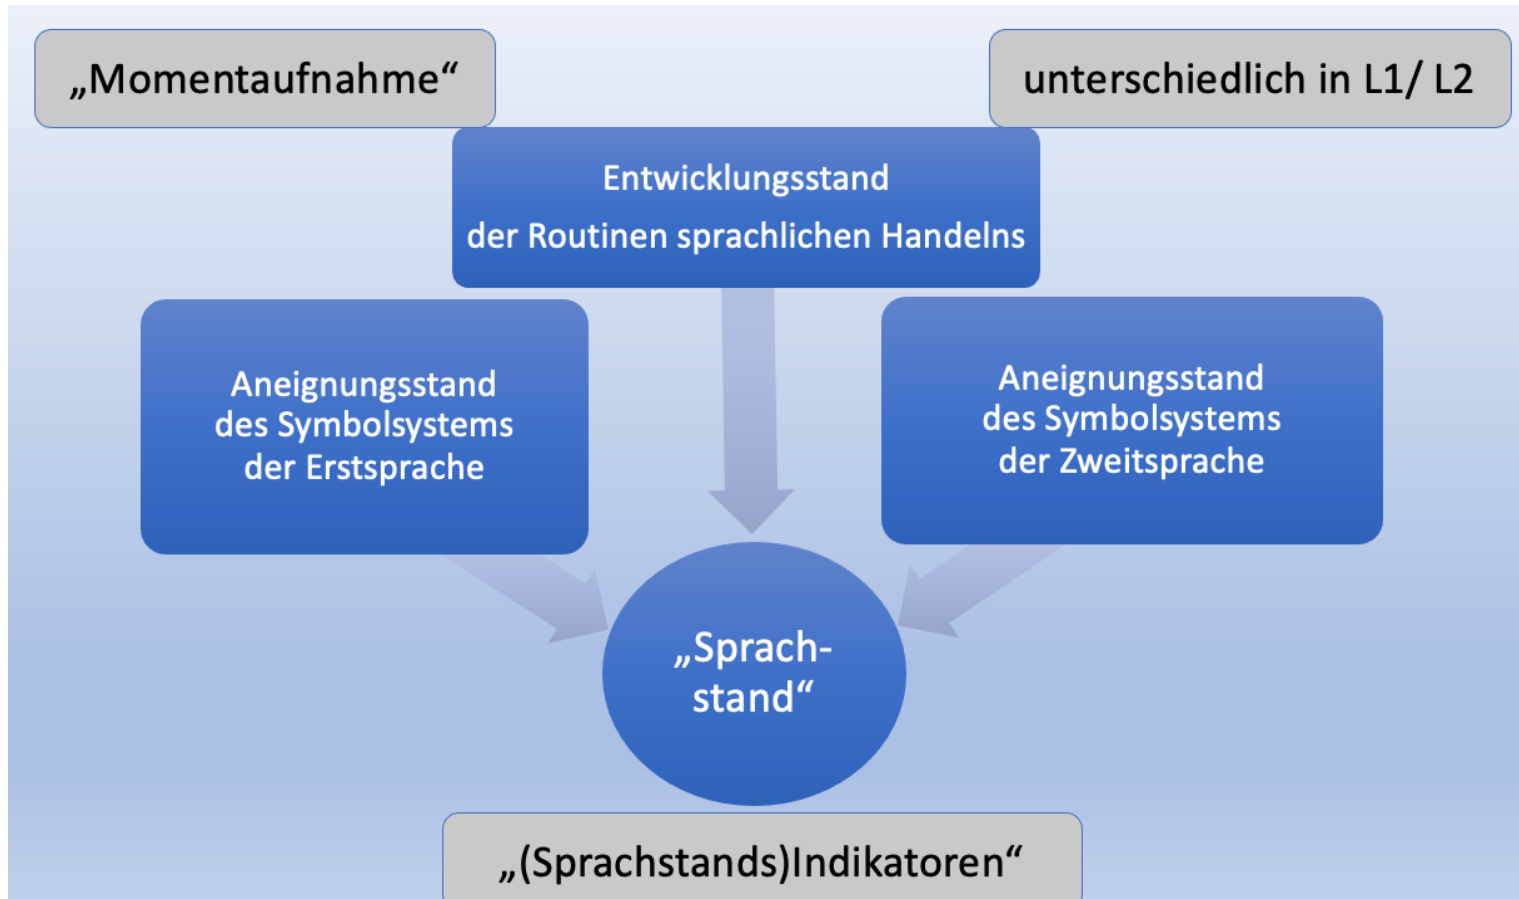 „Momentaufnahme“
unterschiedlich in L1/ L2
Entwicklungsstand
der Routinen sprachlichen Handelns
Aneignungsstand
des Symbolsystems
der Erstsprache
Aneignungsstand
des Symbolsystems
der Zweitsprache
„Sprach-
stand“
„(Sprachstands)Indikatoren“